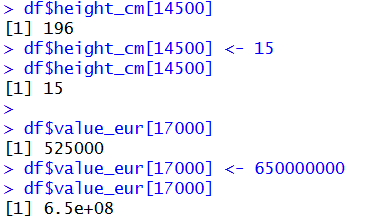 > df$height_cm[14500]
[1] 196
> df$height_cm[14500] <- 15
> df$height_cm[14500]
[1] 15
>
> df$value_eur[17000]
[1] 525000
> df$value_eur[17000] <- 650000000
> df$value_eur[17000]
[1] 6.5e+08